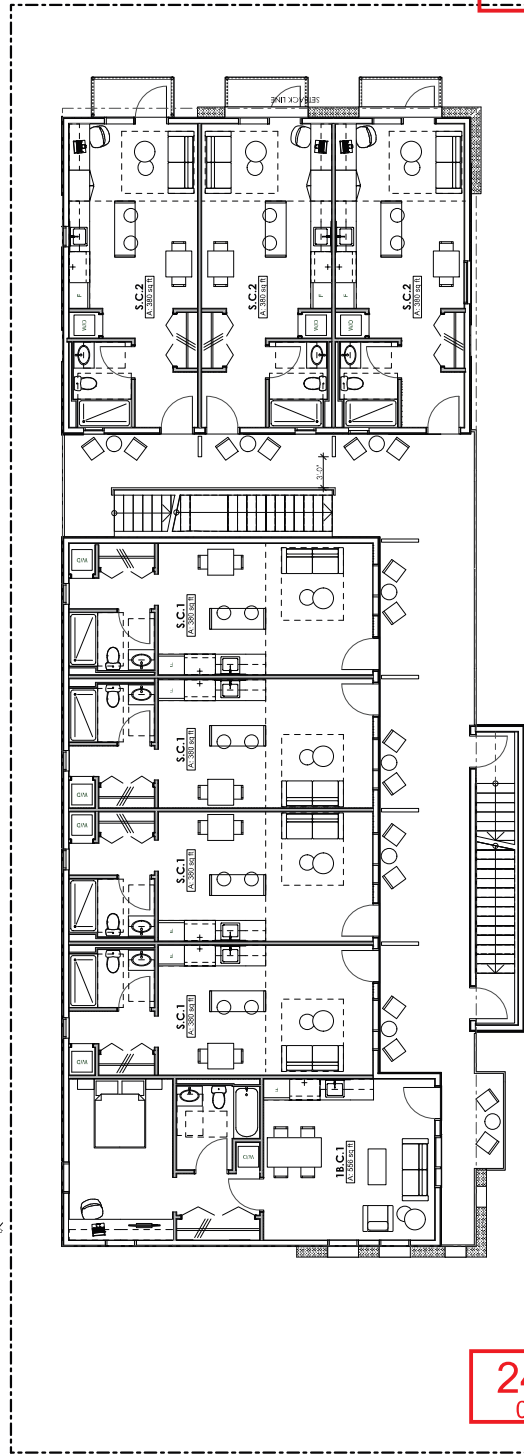 SETBACK LINE
S.C.2
A: 380 sq ft
S.C.2
A: 380 sq ft
S.C.2
A: 380 sq ft
F
F
F
W/D
W/D
W/D
3'-0"
W/D
S.C.1
A: 380 sq ft
F.
S.C.1
A: 380 sq ft
F.
W/D
W/D
S.C.1
A: 380 sq ft
F.
S.C.1
A: 380 sq ft
F.
W/D
W/D
1B.C.1
A: 556 sq ft
24